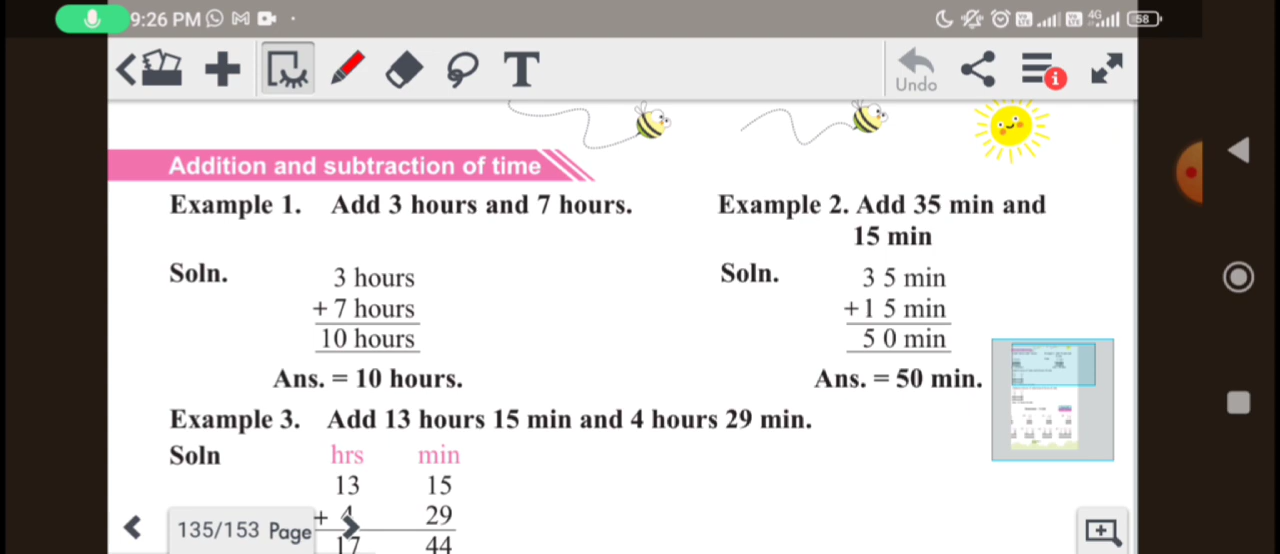 9:26 PM
4G
58
T
Undo
Addition and subtraction of time
Example 1. Add 3 hours and 7 hours.
Soln.
3 hours
+ 7 hours
10 hours
Ans. = 10 hours.
Example 2. Add 35 min and
15 min
Soln.
3 5 min
+1 5 min
5 0 min
Ans. = 50 min.
Example 3. Add 13 hours 15 min and 4 hours 29 min.
Soln
hrs min
13 15
+ 4 29
17 44
135/153 Page